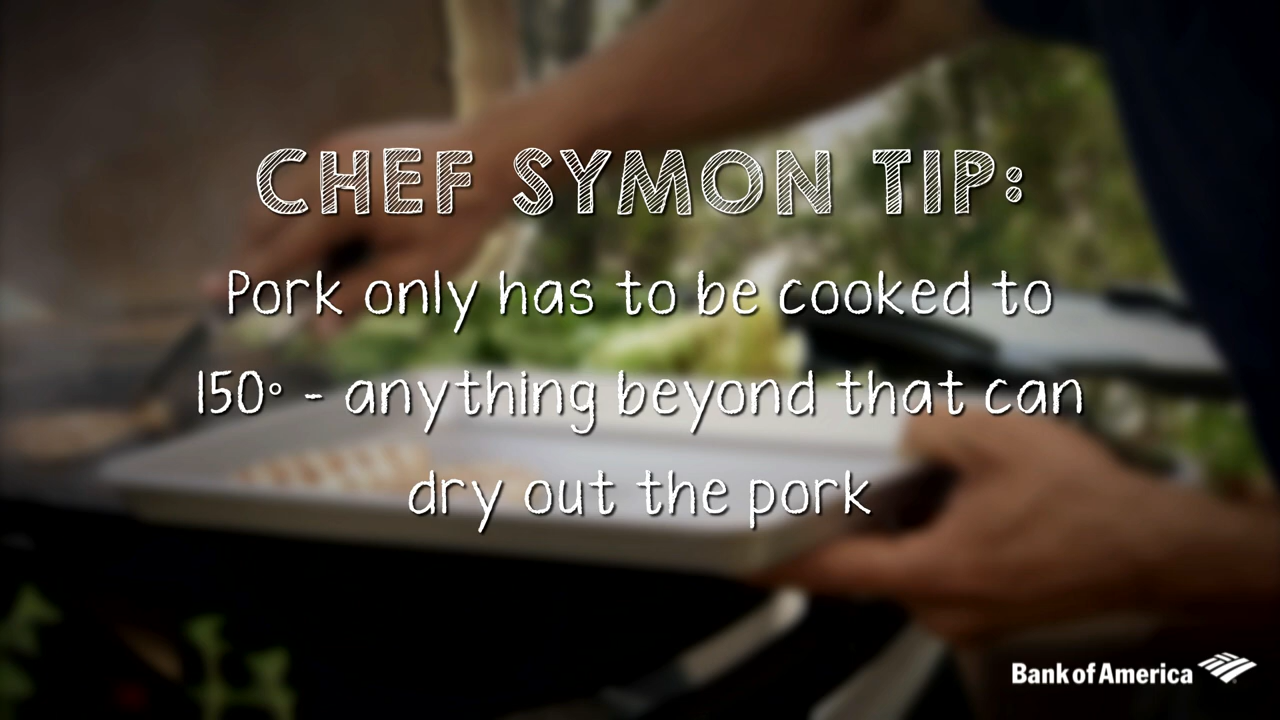 CHEF SYMON TIP:
Pork only has to be cooked to
150° - anything beyond that can
dry out the pork
Bank of America